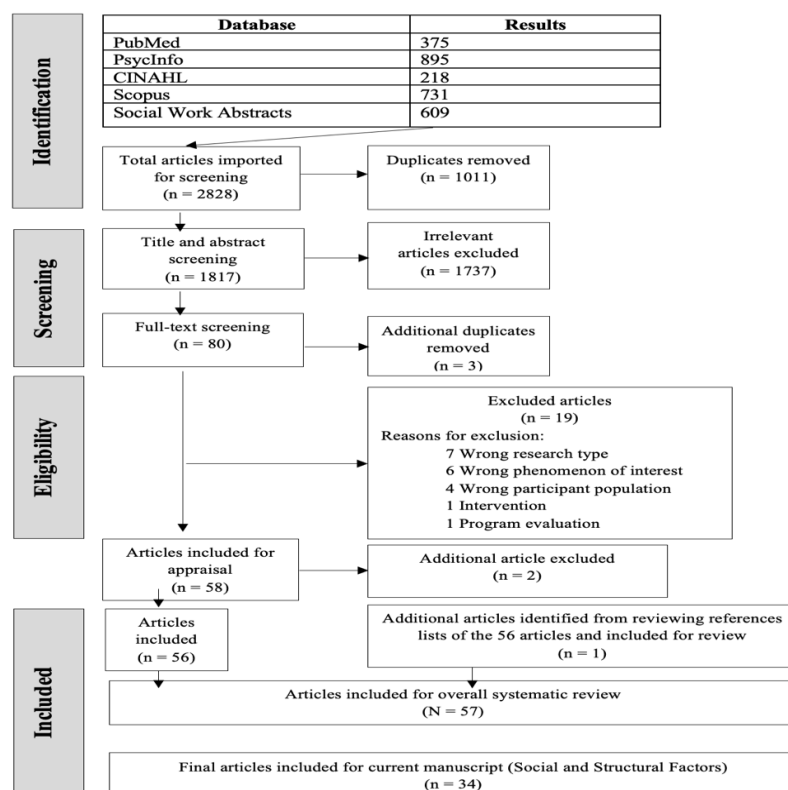 Identification
Database Results
PubMed 375
PsycInfo 895
CINAHL 218
Scopus 731
Social Work Abstracts 609
Total articles imported
for screening
(n = 2828)
Duplicates removed
(n = 1011)
Screening
Title and abstract
screening
(n = 1817)
Irrelevant
articles excluded
(n = 1737)
Full-text screening
(n = 80)
Additional duplicates
removed
(n = 3)
Eligibility
Excluded articles
(n = 19)
Reasons for exclusion:
7 Wrong research type
6 Wrong phenomenon of interest
4 Wrong participant population
1 Intervention
1 Program evaluation
Articles included for
appraisal
(n = 58)
Additional article excluded
(n = 2)
Included
Articles
included
(n = 56)
Additional articles identified from reviewing references
lists of the 56 articles and included for review
(n = 1)
Articles included for overall systematic review
(N = 57)
Final articles included for current manuscript (Social and Structural Factors)
(n = 34)